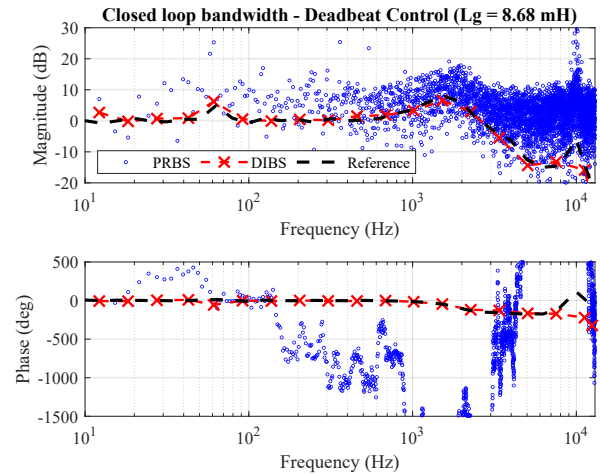 Closed loop bandwidth - Deadbeat Control (Lg = 8.68 mH)
Magnitude (dB)
30
20
10
0
10
20
PRBS DIBS Reference
10^1 10^2 10^3 10^4
Frequency (Hz)
Phase (deg)
500
0
-500
-1000
-1500
10^1 10^2 10^3 10^4
Frequency (Hz)